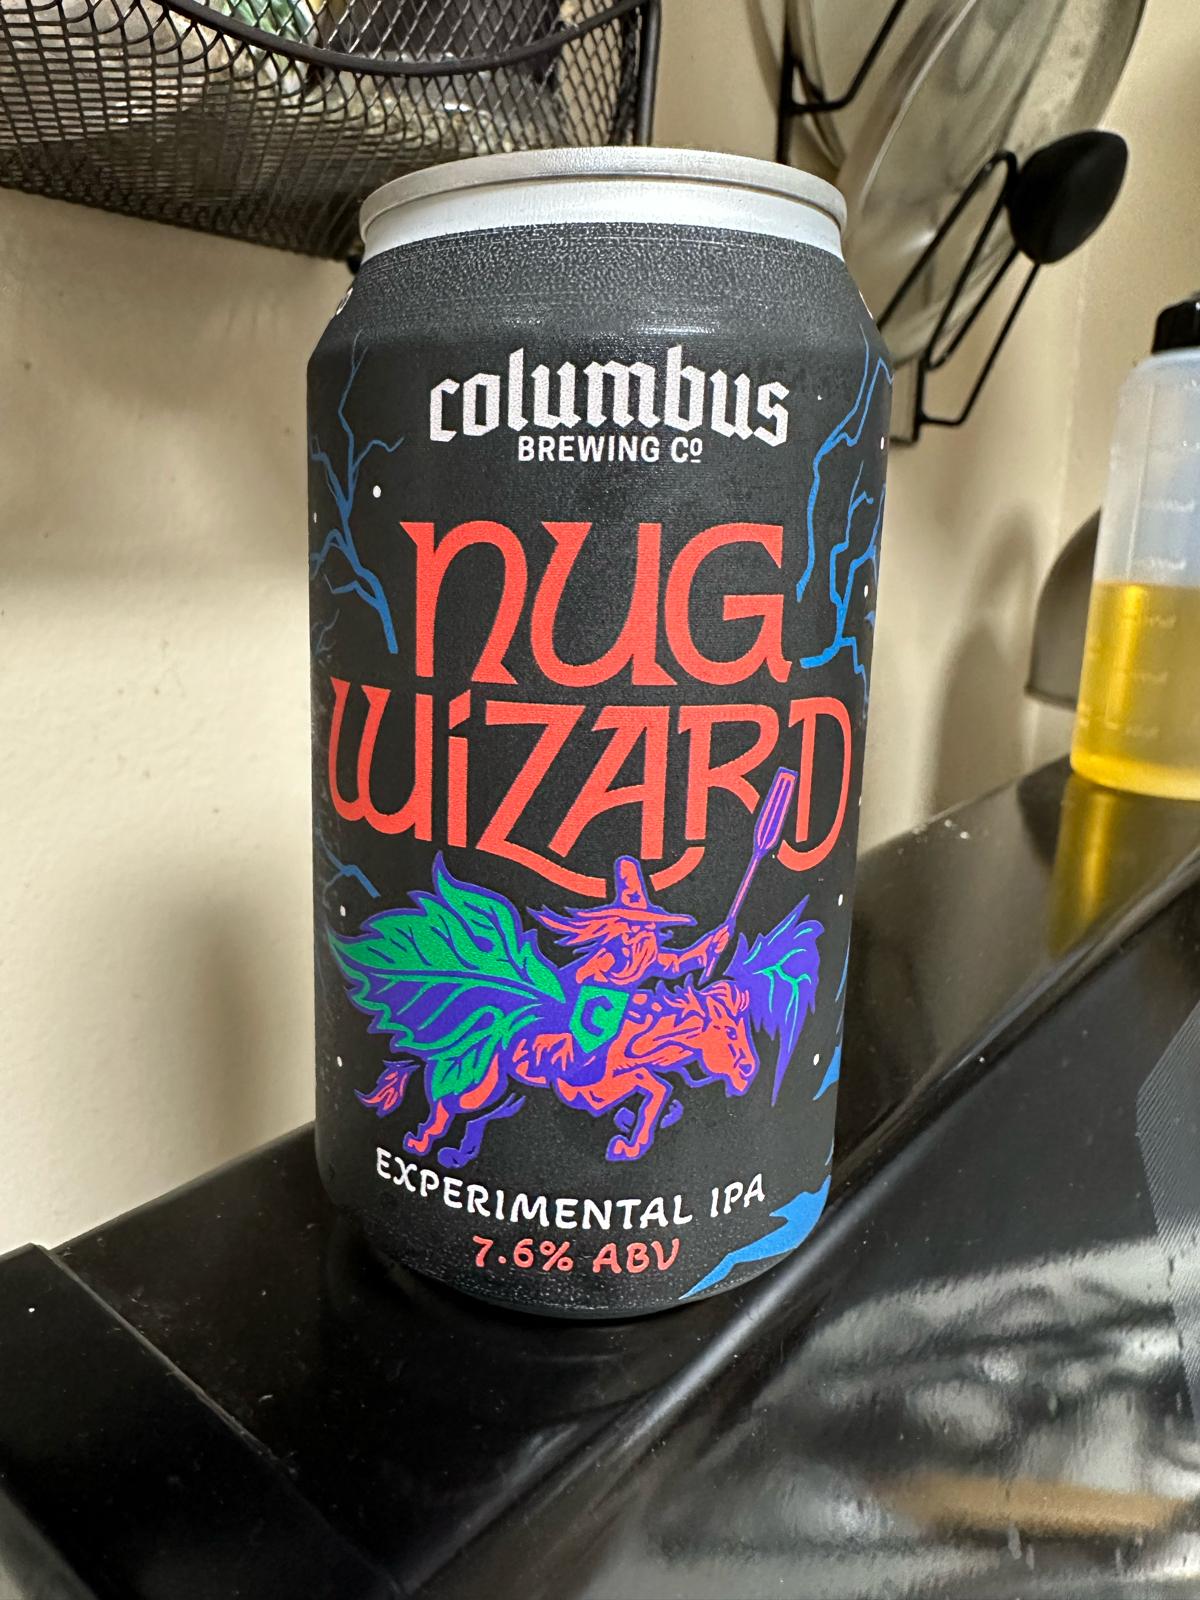 columbus
BREWING Cº
NUG
WiZARD
C
EXPERIMENTAL IPA
7.6% ABV